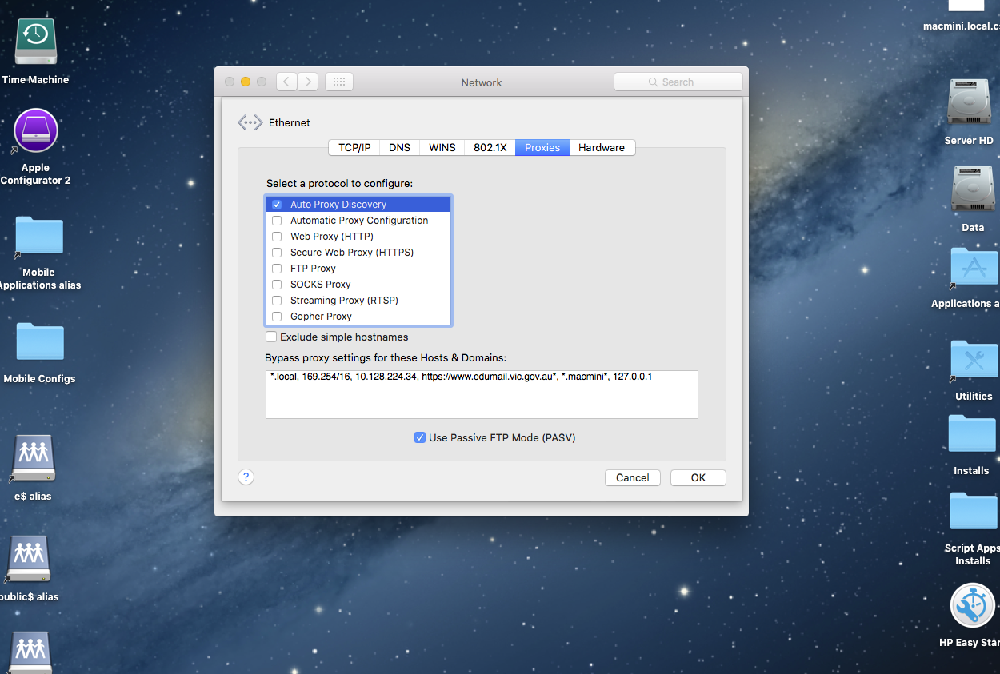 Time Machine
Apple
Configurator 2
Mobile
Applications alias
Mobile Configs
e$ alias
public$ alias
Network
Search
Ethernet
TCP/IP DNS WINS 802.1X Proxies Hardware
Select a protocol to configure:
Auto Proxy Discovery
Automatic Proxy Configuration
Web Proxy (HTTP)
Secure Web Proxy (HTTPS)
FTP Proxy
SOCKS Proxy
Streaming Proxy (RTSP)
Gopher Proxy
Exclude simple hostnames
Bypass proxy settings for these Hosts & Domains:
*.local, 169.254/16, 10.128.224.34, https://www.edumail.vic.gov.au*, *.macmini*, 127.0.0.1
Use Passive FTP Mode (PASV)
?
Cancel OK
macmini.local.cs
Server HD
Data
Applications a
Utilities
Installs
Script Apps
Installs
HP Easy Star